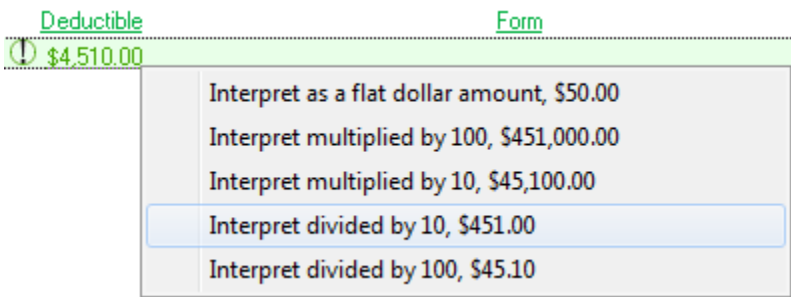 Deductible Form
$4,510.00
Interpret as a flat dollar amount, $50.00
Interpret multiplied by 100, $451,000.00
Interpret multiplied by 10, $45,100.00
Interpret divided by 10, $451.00
Interpret divided by 100, $45.10